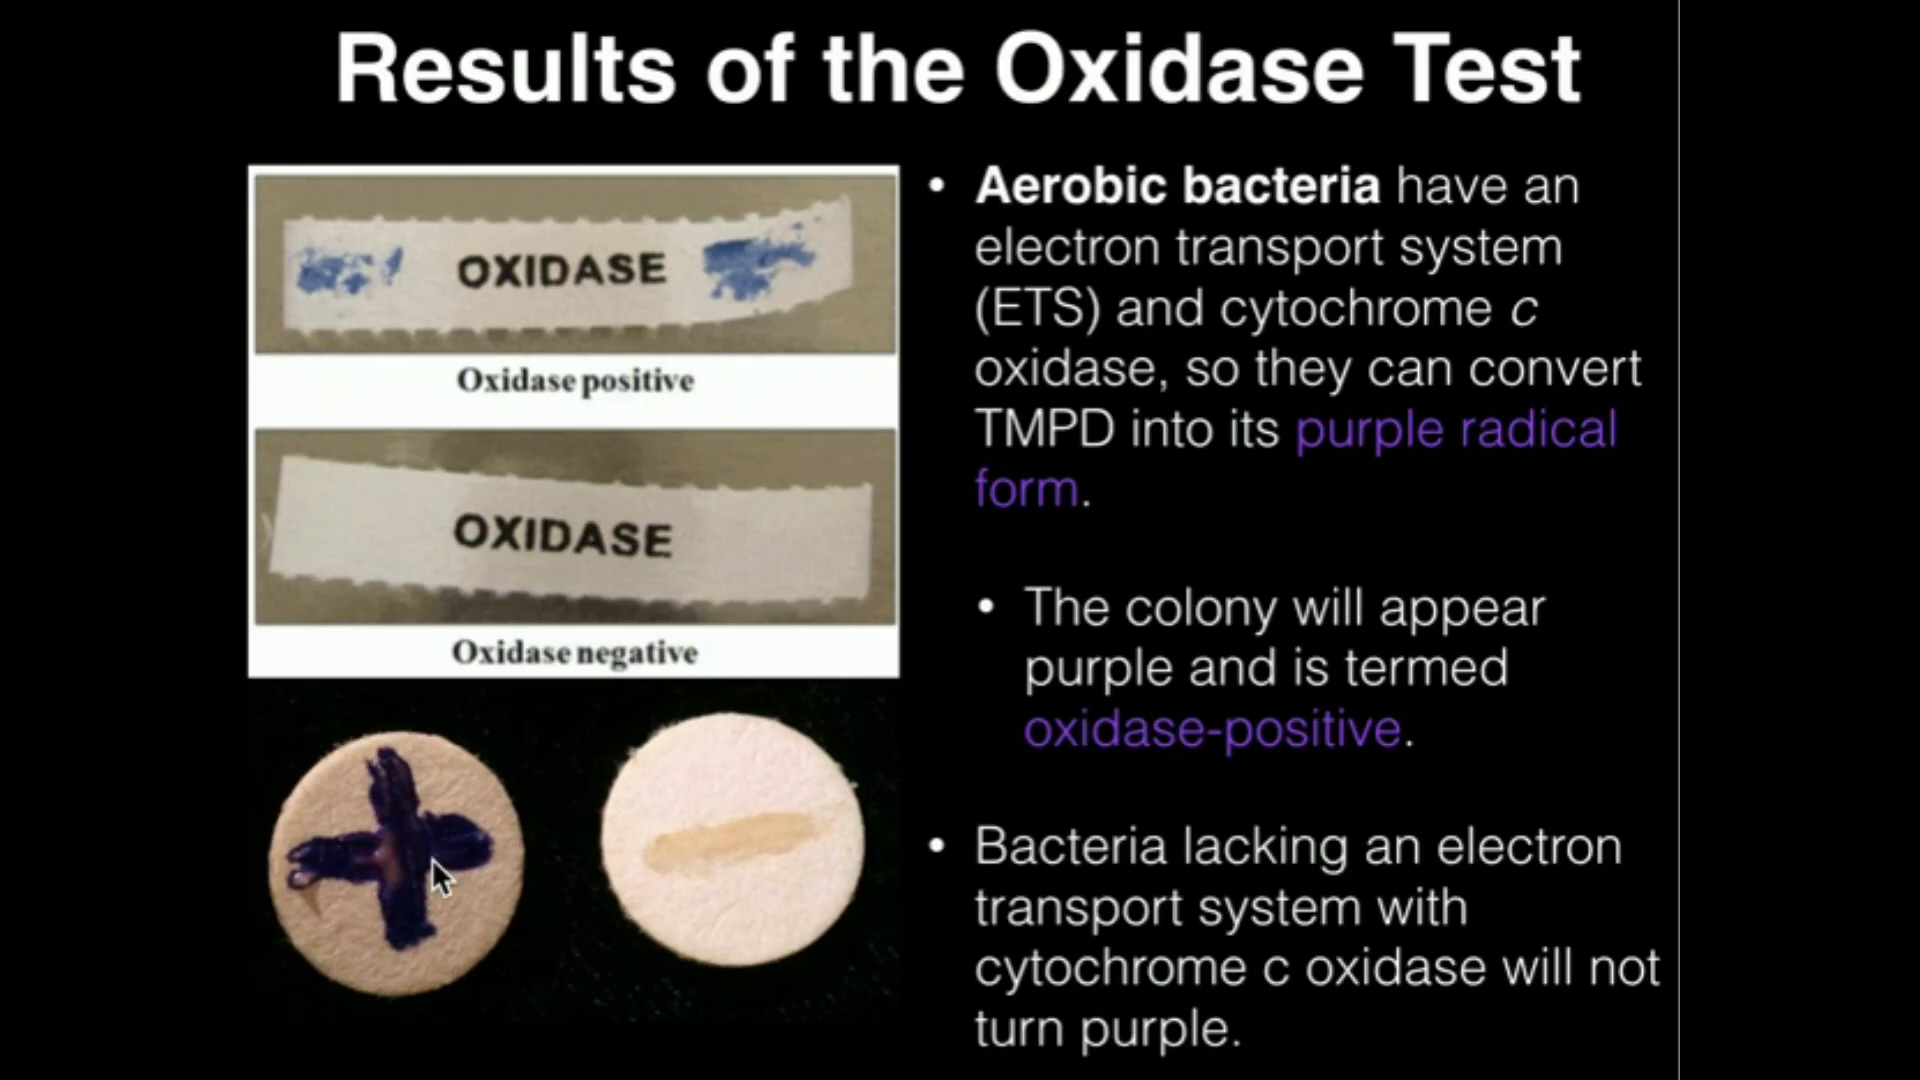 Results of the Oxidase Test
OXIDASE
Oxidase positive
OXIDASE
Oxidase negative
• Aerobic bacteria have an
electron transport system
(ETS) and cytochrome c
oxidase, so they can convert
TMPD into its purple radical
form.
• The colony will appear
purple and is termed
oxidase-positive.
• Bacteria lacking an electron
transport system with
cytochrome c oxidase will not
turn purple.